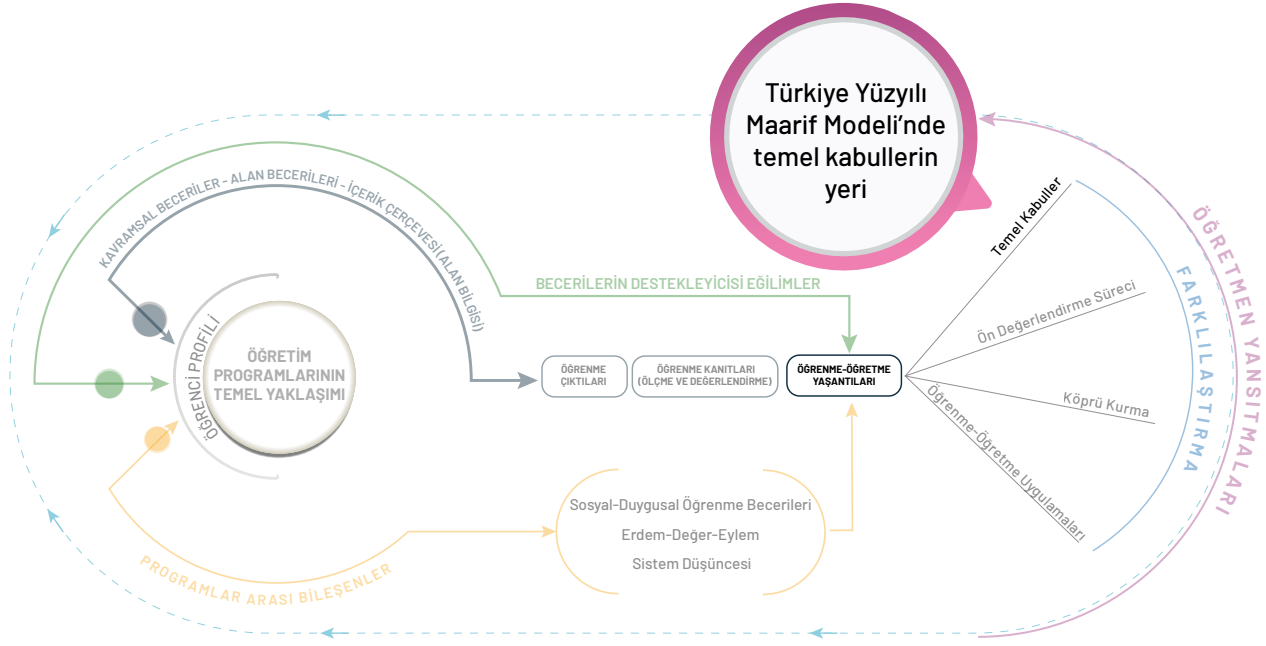 Türkiye Yüzyılı
Maarif Modeli’nde
temel kabullerin
yeri
KAVRAMSAL BECERİLER - ALAN BECERİLERİ - İÇERİK ÇERÇEVESİ (ALAN BİLGİSİ)
BECERİLERİN DESTEKLEYİCİSİ EĞİLİMLER
ÖĞRENCİ PROFİLİ
ÖĞRETİM
PROGRAMLARININ
TEMEL YAKLAŞIMI
ÖĞRENME
ÇIKTILARI
ÖĞRENME KANITLARI
(ÖLÇME VE DEĞERLENDİRME)
ÖĞRENME-ÖĞRETME
YAŞANTILARI
Temel Kabuller
Ön Değerlendirme Süreci
Köprü Kurma
Öğrenme-Öğretme Uygulamaları
FARKLILAŞTIRMA
ÖĞRETMEN YANSITMALARI
Sosyal-Duygusal Öğrenme Becerileri
Erdem-Değer-Eylem
Sistem Düşüncesi
PROGRAMLAR ARASI BİLEŞENLER